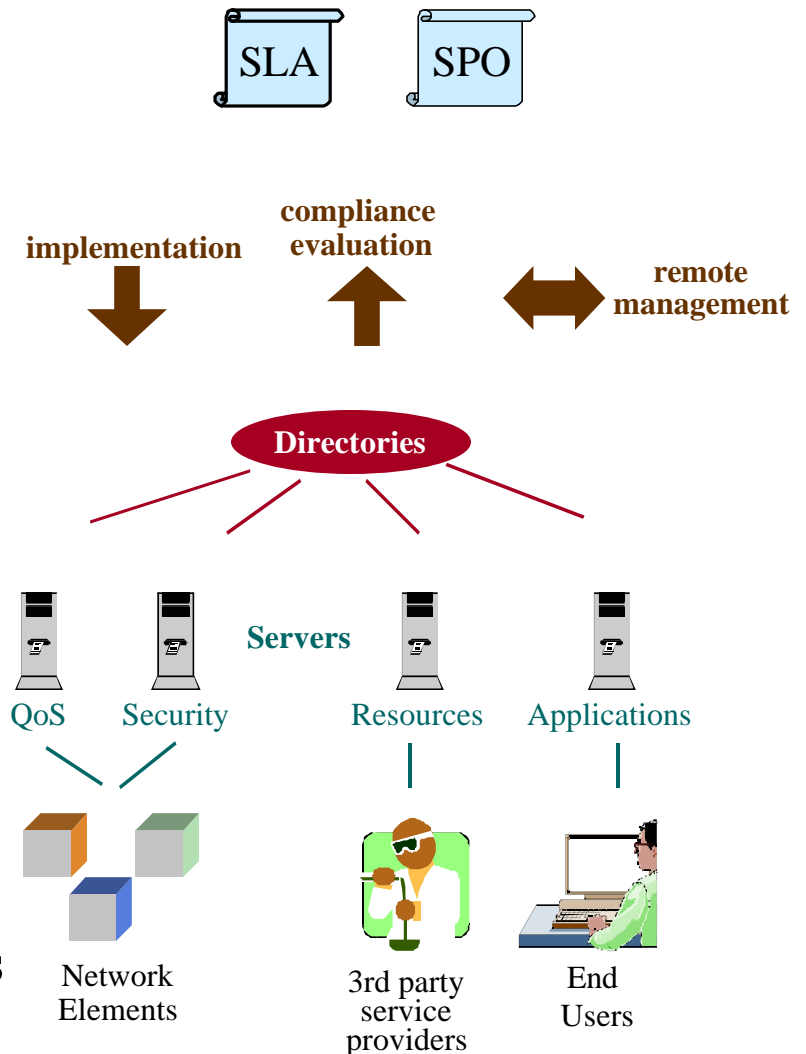 SLA SPO
compliance
evaluation
implementation
remote
management
Directories
Servers
QoS Security Resources Applications
Network
Elements
3rd party
service
providers
End
Users